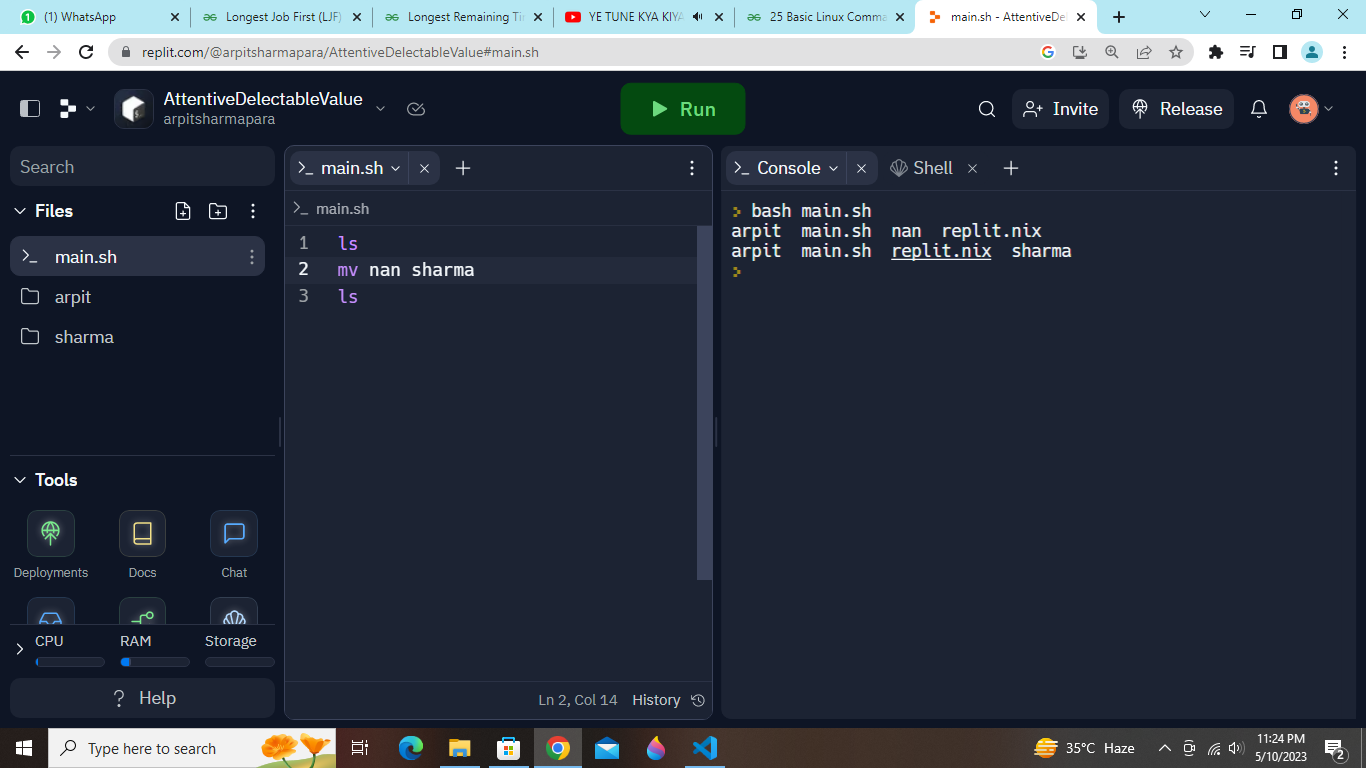 (1) WhatsApp
Longest Job First (LJF)
Longest Remaining Ti
YE TUNE KYA KIYA
25 Basic Linux Comma
main.sh - AttentiveDel
replit.com/@arpitsharmapara/AttentiveDelectableValue#main.sh
AttentiveDelectableValue
arpitsharmapara
Run
Invite
Release
Search
Files
main.sh
arpit
sharma
Tools
Deployments
Docs
Chat
CPU
RAM
Storage
? Help
main.sh
main.sh
1 ls
2 mv nan sharma
3 ls
Ln 2, Col 14
History
Console
Shell
bash main.sh
arpit main.sh nan replit.nix
arpit main.sh replit.nix sharma
Type here to search
35°C Haze
11:24 PM
5/10/2023
2